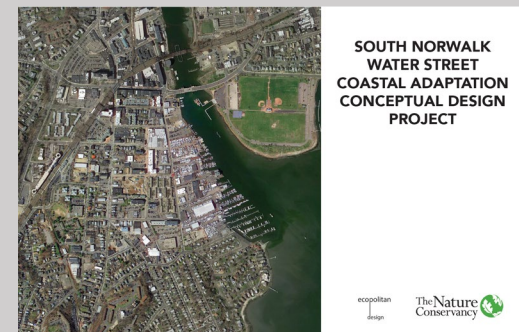 SOUTH NORWALK
WATER STREET
COASTAL ADAPTATION
CONCEPTUAL DESIGN
PROJECT
ecopolitan
design
The Nature
Conservancy